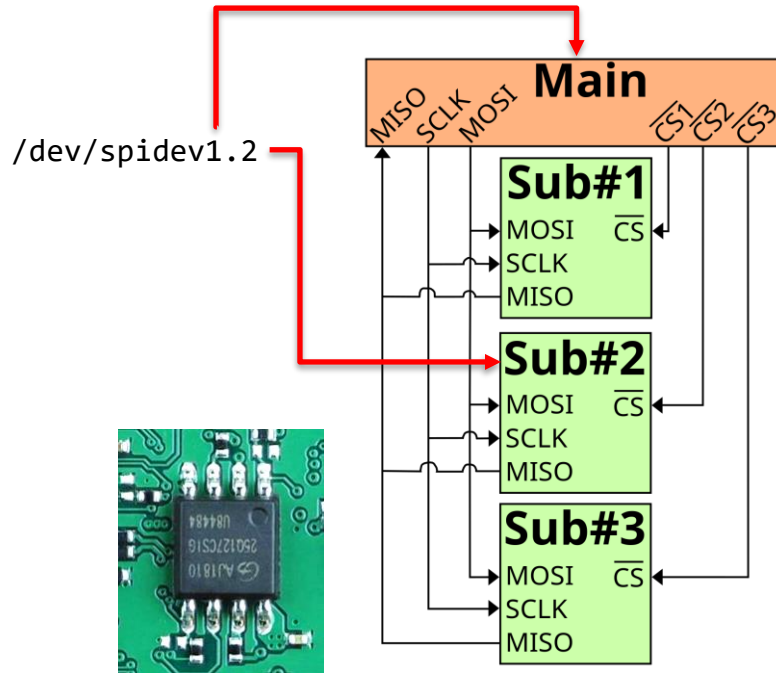 Main
MISO
SCLK
MOSI
CS1
CS2
CS3
/dev/spidev1.2
Sub#1
MOSI CS
SCLK
MISO
Sub#2
MOSI CS
SCLK
MISO
Sub#3
MOSI CS
SCLK
MISO
AJ1810
25Q127CSIG
U84484